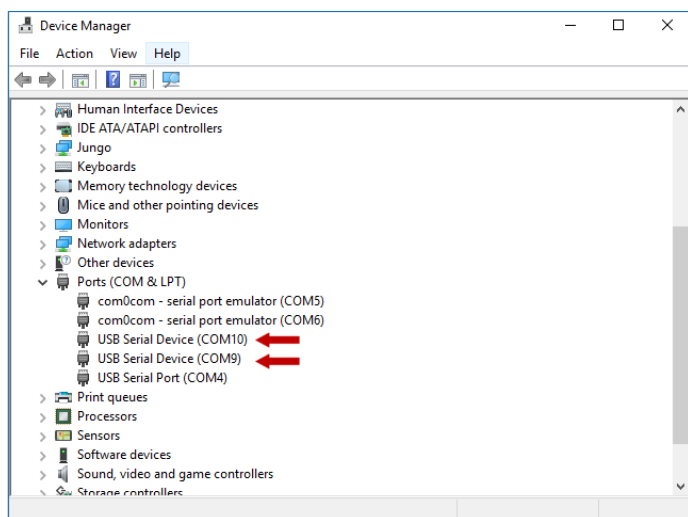 Device Manager
File Action View Help
Human Interface Devices
IDE ATA/ATAPI controllers
Jungo
Keyboards
Memory technology devices
Mice and other pointing devices
Monitors
Network adapters
Other devices
Ports (COM & LPT)
com0com - serial port emulator (COM5)
com0com - serial port emulator (COM6)
USB Serial Device (COM10)
USB Serial Device (COM9)
USB Serial Port (COM4)
Print queues
Processors
Sensors
Software devices
Sound, video and game controllers
Storage controllers